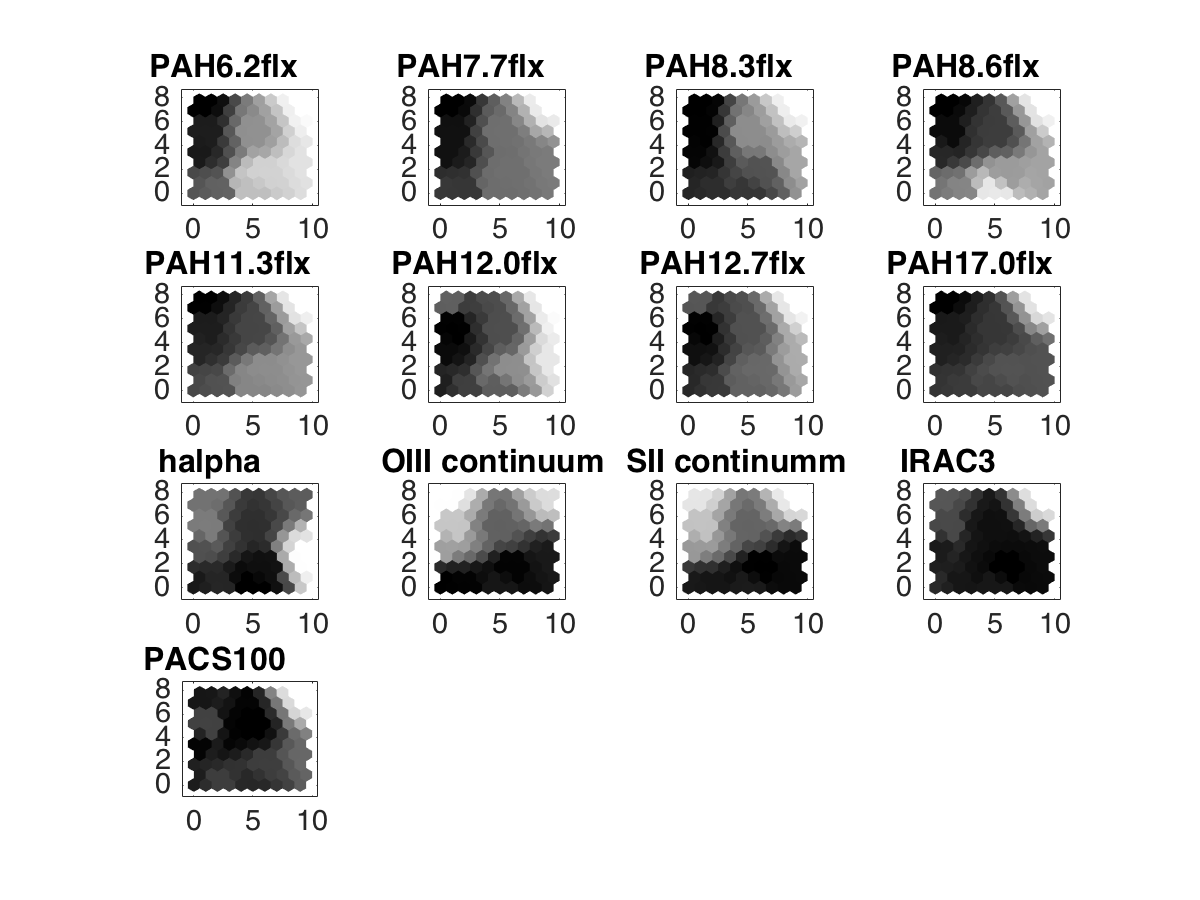 PAH6.2flx PAH7.7flx PAH8.3flx PAH8.6flx
8 8 8 8
6 6 6 6
4 4 4 4
2 2 2 2
0 0 0 0
0 5 10 0 5 10 0 5 10 0 5 10
PAH11.3flx PAH12.0flx PAH12.7flx PAH17.0flx
8 8 8 8
6 6 6 6
4 4 4 4
2 2 2 2
0 0 0 0
0 5 10 0 5 10 0 5 10 0 5 10
halpha OIII continuum SII continumm IRAC3
8 8 8 8
6 6 6 6
4 4 4 4
2 2 2 2
0 0 0 0
0 5 10 0 5 10 0 5 10 0 5 10
PACS100
8
6
4
2
0
0 5 10